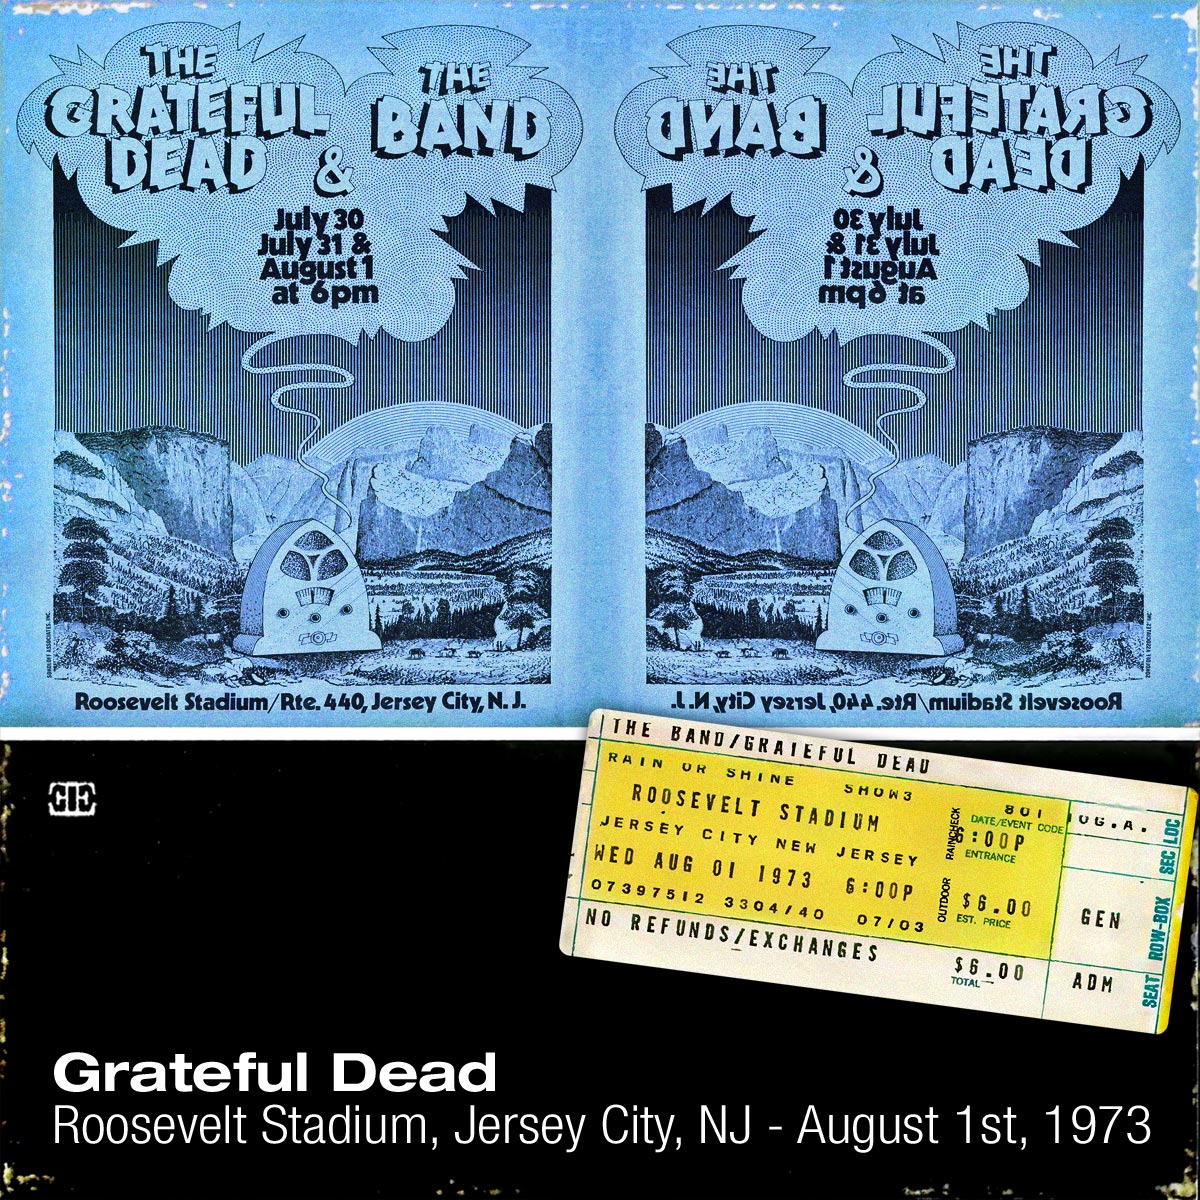 THE
GRATEFUL
DEAD
&
THE
BAND
July 30
July 31 &
August 1
at 6pm
Roosevelt Stadium/Rte. 440, Jersey City, N. J.
THE
BAND
&
THE
GRATEFUL
DEAD
July 30
July 31 &
August 1
at 6pm
Roosevelt Stadium/Rte. 440, Jersey City, N. J.
THE BAND/GRATEFUL DEAD
RAIN OR SHINE SHOW3
ROOSEVELT STADIUM
JERSEY CITY NEW JERSEY
WED AUG 01 1973 6:00P
07397512 3304/40 07/03
NO REFUNDS/EXCHANGES
801
DATE/EVENT CODE
RAINCHECK
:00P
ENTRANCE
OUTDOOR
$6.00
EST. PRICE
$6.00
TOTAL
G.A.
GEN
ADM
SEC LOC
ROW-BOX
SEAT
Grateful Dead
Roosevelt Stadium, Jersey City, NJ - August 1st, 1973